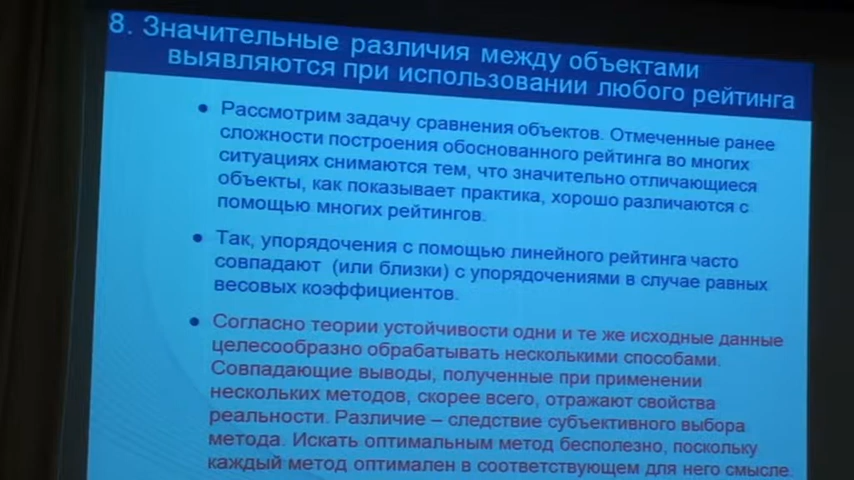 8. Значительные различия между объектами
выявляются при использовании любого рейтинга
• Рассмотрим задачу сравнения объектов. Отмеченные ранее
сложности построения обоснованного рейтинга во многих
ситуациях снимаются тем, что значительно отличающиеся
объекты, как показывает практика, хорошо различаются с
помощью многих рейтингов.
• Так, упорядочения с помощью линейного рейтинга часто
совпадают (или близки) с упорядочениями в случае равных
весовых коэффициентов.
• Согласно теории устойчивости одни и те же исходные данные
целесообразно обрабатывать несколькими способами.
Совпадающие выводы, полученные при применении
нескольких методов, скорее всего, отражают свойства
реальности. Различие – следствие субъективного выбора
метода. Искать оптимальным метод бесполезно, поскольку
каждый метод оптимален в соответствующем для него смысле.